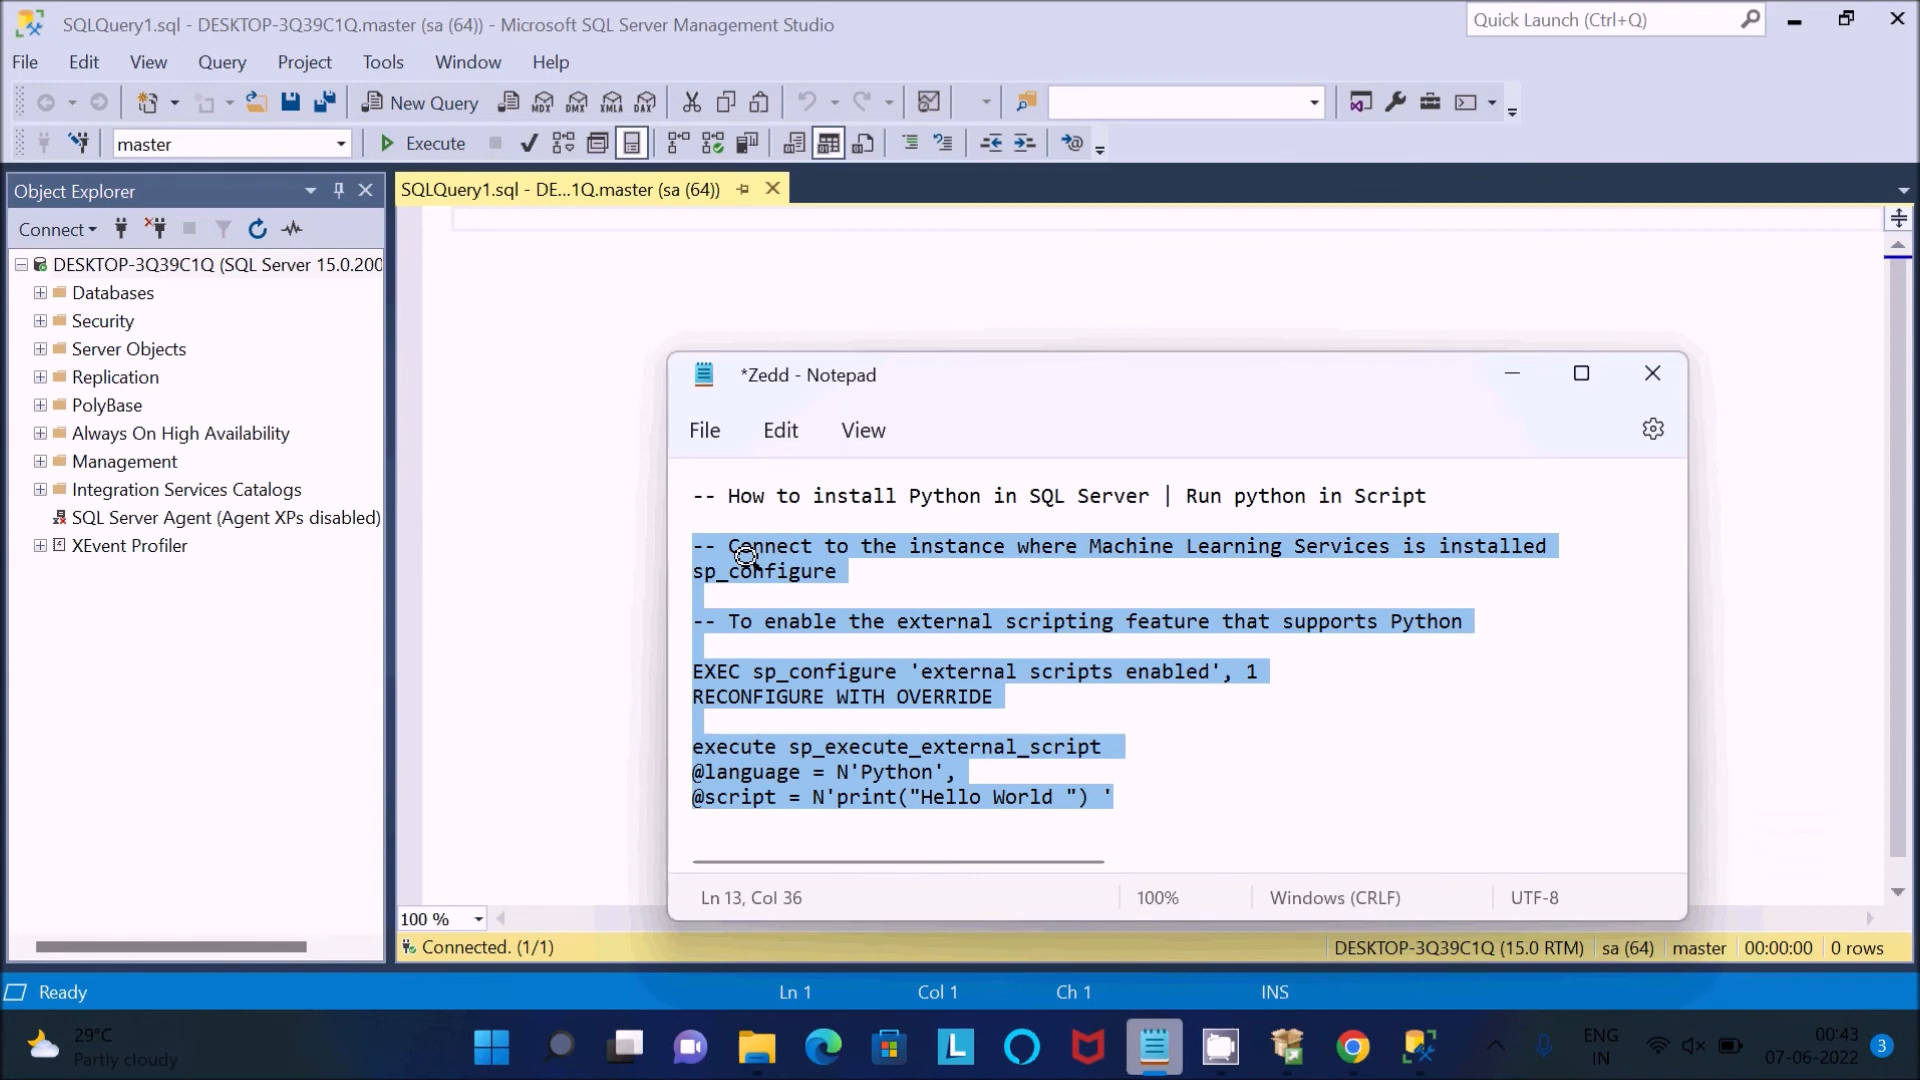 SQLQuery1.sql - DESKTOP-3Q39C1Q.master (sa (64)) - Microsoft SQL Server Management Studio
Quick Launch (Ctrl+Q)
File Edit View Query Project Tools Window Help
New Query
MDX DMX XMLA DAX
master
Execute
Object Explorer
SQLQuery1.sql - DE...1Q.master (sa (64))
Connect
DESKTOP-3Q39C1Q (SQL Server 15.0.200
Databases
Security
Server Objects
Replication
PolyBase
Always On High Availability
Management
Integration Services Catalogs
SQL Server Agent (Agent XPs disabled)
XEvent Profiler
*Zedd - Notepad
File Edit View
-- How to install Python in SQL Server | Run python in Script
-- Connect to the instance where Machine Learning Services is installed
sp_configure
-- To enable the external scripting feature that supports Python
EXEC sp_configure 'external scripts enabled', 1
RECONFIGURE WITH OVERRIDE
execute sp_execute_external_script
@language = N'Python',
@script = N'print("Hello World ") '
Ln 13, Col 36 100% Windows (CRLF) UTF-8
100 %
Connected. (1/1)
DESKTOP-3Q39C1Q (15.0 RTM) sa (64) master 00:00:00 0 rows
Ready Ln 1 Col 1 Ch 1 INS
29°C
Partly cloudy
L
ENG
IN
00:43
07-06-2022
3